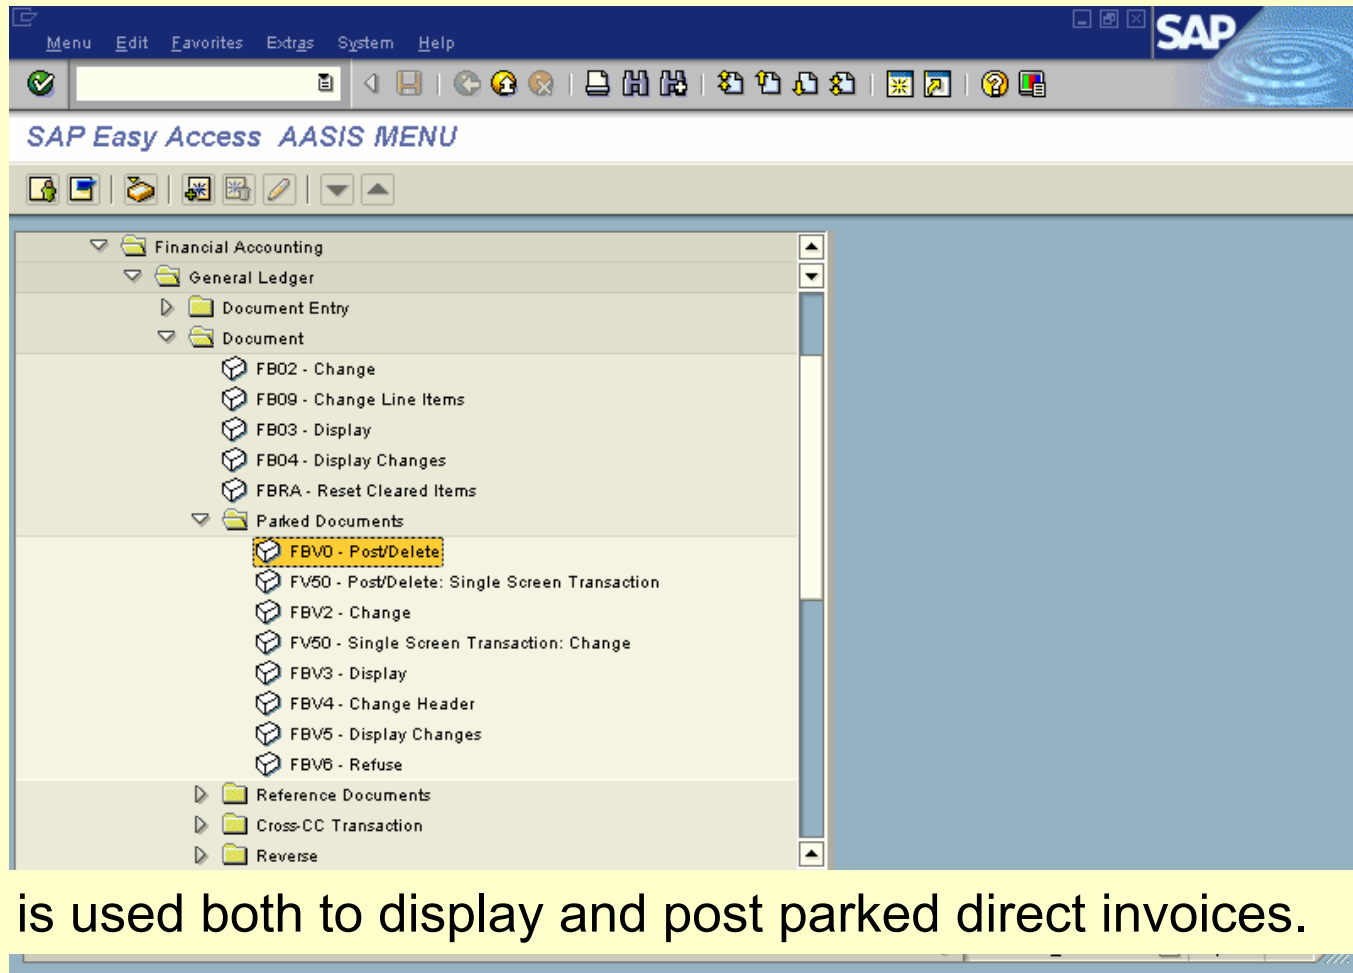 Menu Edit Favorites Extras System Help
SAP
SAP Easy Access AASIS MENU
Financial Accounting
General Ledger
Document Entry
Document
FB02 - Change
FB09 - Change Line Items
FB03 - Display
FB04 - Display Changes
FBRA - Reset Cleared Items
Parked Documents
FBV0 - Post/Delete
FV50 - Post/Delete: Single Screen Transaction
FBV2 - Change
FV50 - Single Screen Transaction: Change
FBV3 - Display
FBV4 - Change Header
FBV5 - Display Changes
FBV6 - Refuse
Reference Documents
Cross-CC Transaction
Reverse
is used both to display and post parked direct invoices.